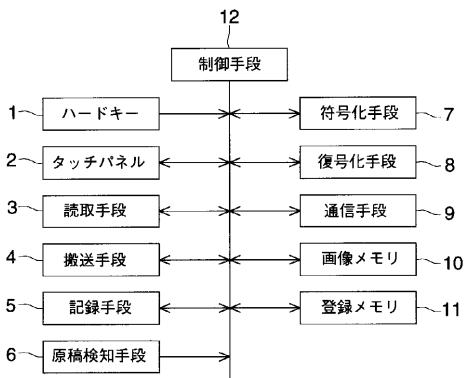 12
制御手段
1 ハードキー
2 タッチパネル
3 読取手段
4 搬送手段
5 記録手段
6 原稿検知手段
符号化手段 7
復号化手段 8
通信手段 9
画像メモリ 10
登録メモリ 11